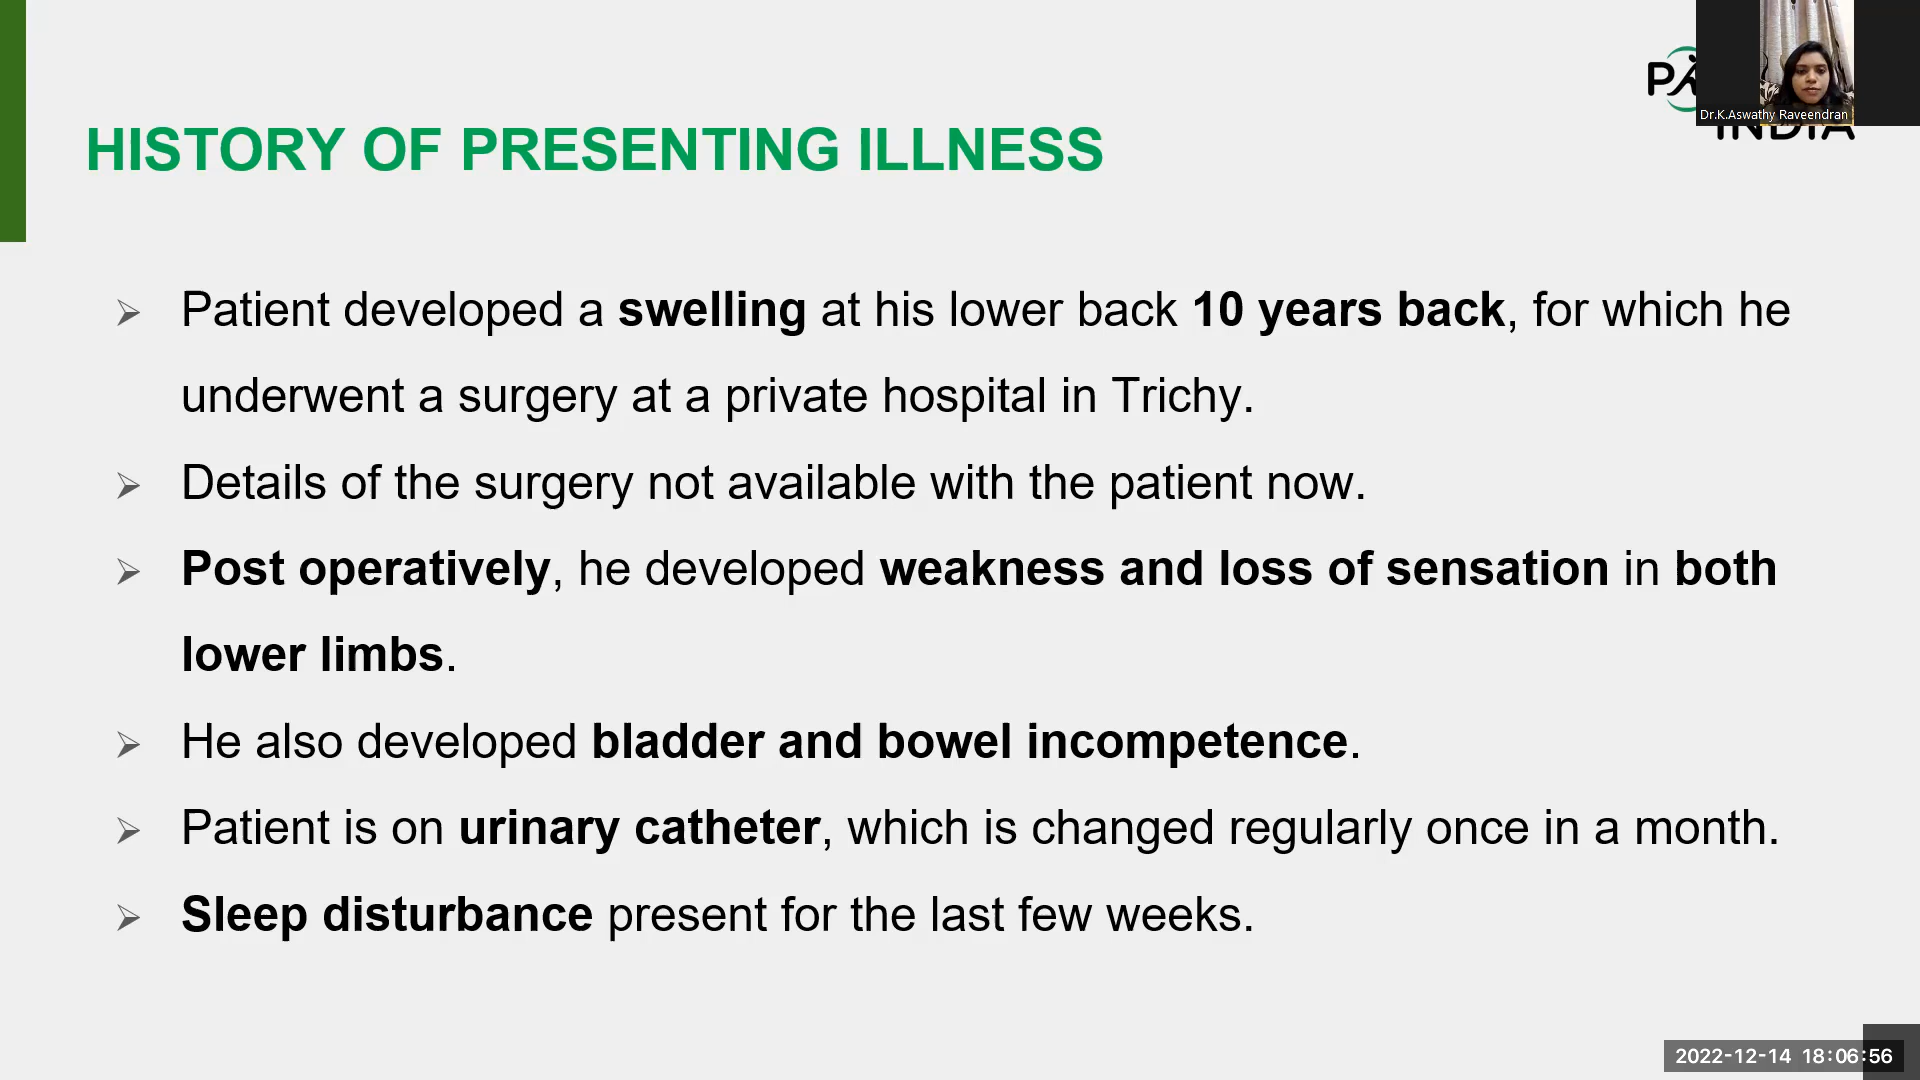 Dr.K.Aswathy Raveendran
INDIA
HISTORY OF PRESENTING ILLNESS
➢ Patient developed a swelling at his lower back 10 years back, for which he
underwent a surgery at a private hospital in Trichy.
➢ Details of the surgery not available with the patient now.
➢ Post operatively, he developed weakness and loss of sensation in both
lower limbs.
➢ He also developed bladder and bowel incompetence.
➢ Patient is on urinary catheter, which is changed regularly once in a month.
➢ Sleep disturbance present for the last few weeks.
2022-12-14 18:06:56